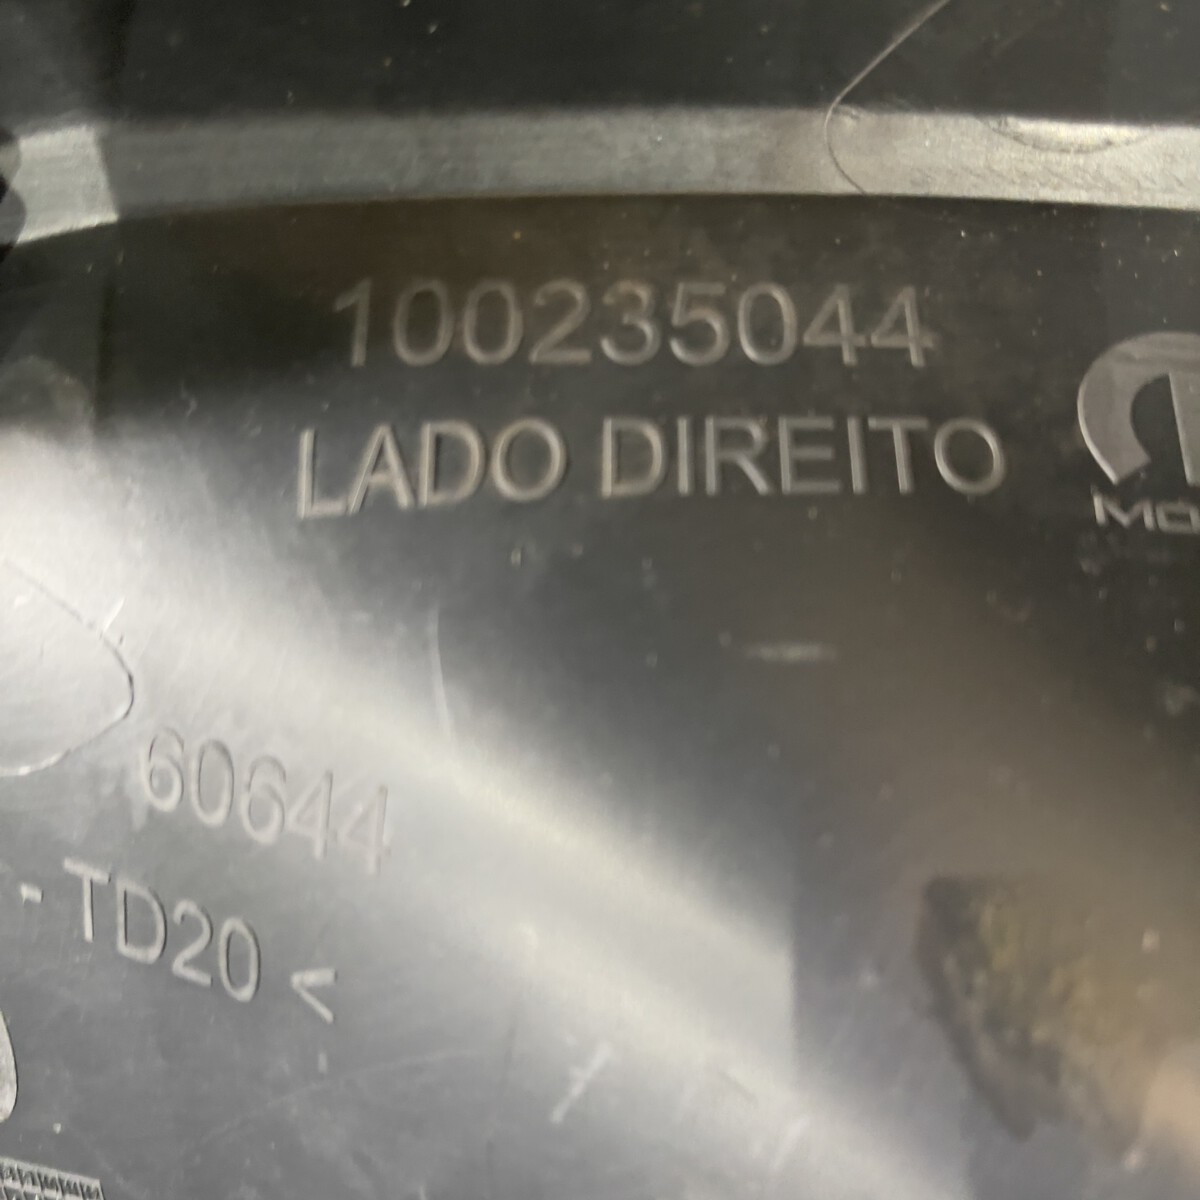 100235044
LADO DIREITO
60644
-TD20<